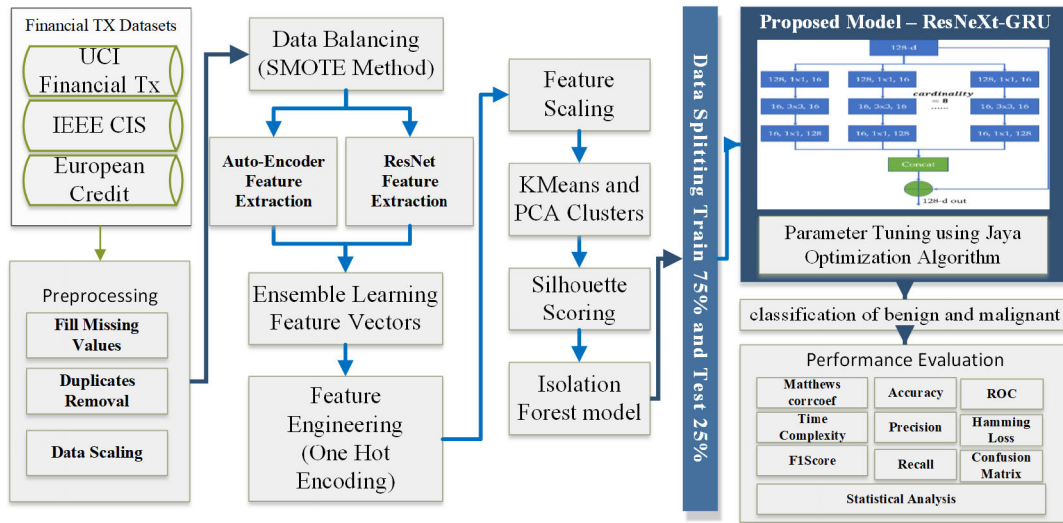 Financial TX Datasets
UCI
Financial Tx
IEEE CIS
European
Credit
Preprocessing
Fill Missing
Values
Duplicates
Removal
Data Scaling
Data Balancing
(SMOTE Method)
Auto-Encoder
Feature
Extraction
ResNet
Feature
Extraction
Ensemble Learning
Feature Vectors
Feature
Engineering
(One Hot
Encoding)
Feature
Scaling
KMeans and
PCA Clusters
Silhouette
Scoring
Isolation
Forest model
Data Splitting Train 75% and Test 25%
Proposed Model – ResNeXt-GRU
128-d
128, 1x1, 16
128, 1x1, 16
128, 1x1, 16
cardinality
= 8
......
16, 3x3, 16
16, 3x3, 16
16, 3x3, 16
16, 1x1, 128
16, 1x1, 128
16, 1x1, 128
Concat
128-d out
Parameter Tuning using Jaya
Optimization Algorithm
classification of benign and malignant
Performance Evaluation
Matthews
corrcoef
Accuracy
ROC
Time
Complexity
Precision
Hamming
Loss
F1Score
Recall
Confusion
Matrix
Statistical Analysis